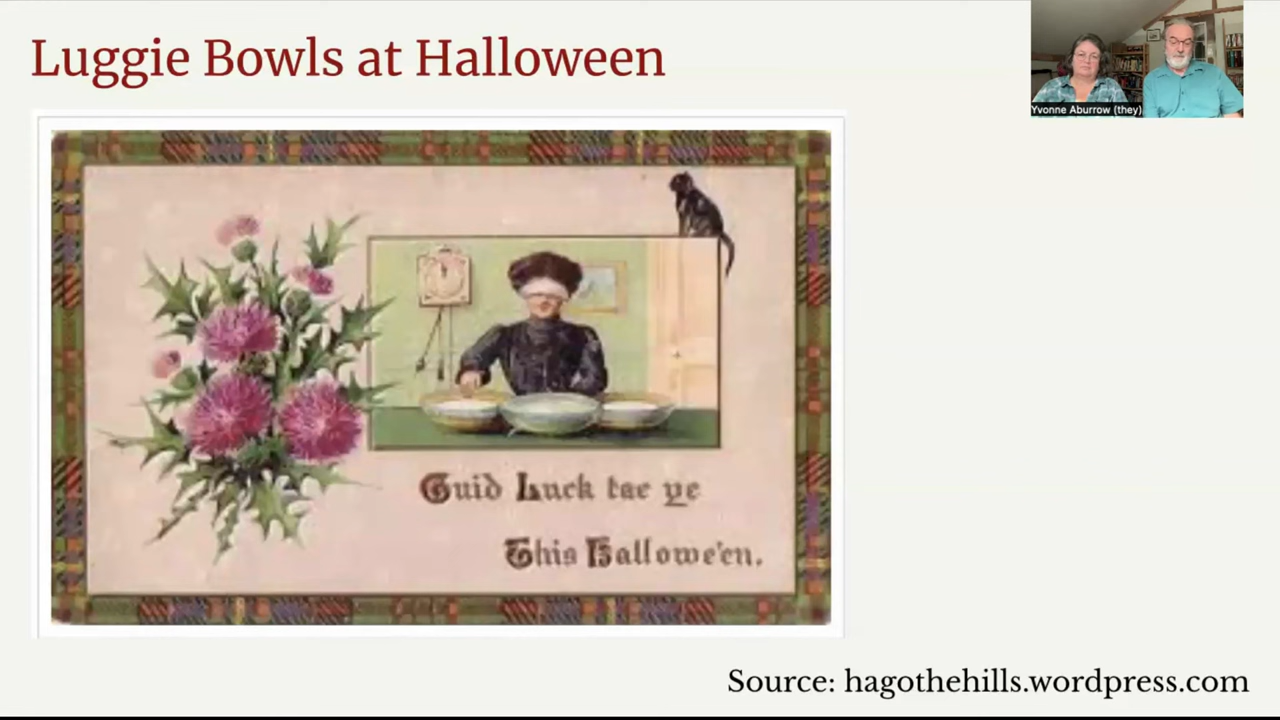 Luggie Bowls at Halloween
Yvonne Aburrow (they)
Guid Luck tae ye
This Hallowe'en.
Source: hagothehills.wordpress.com